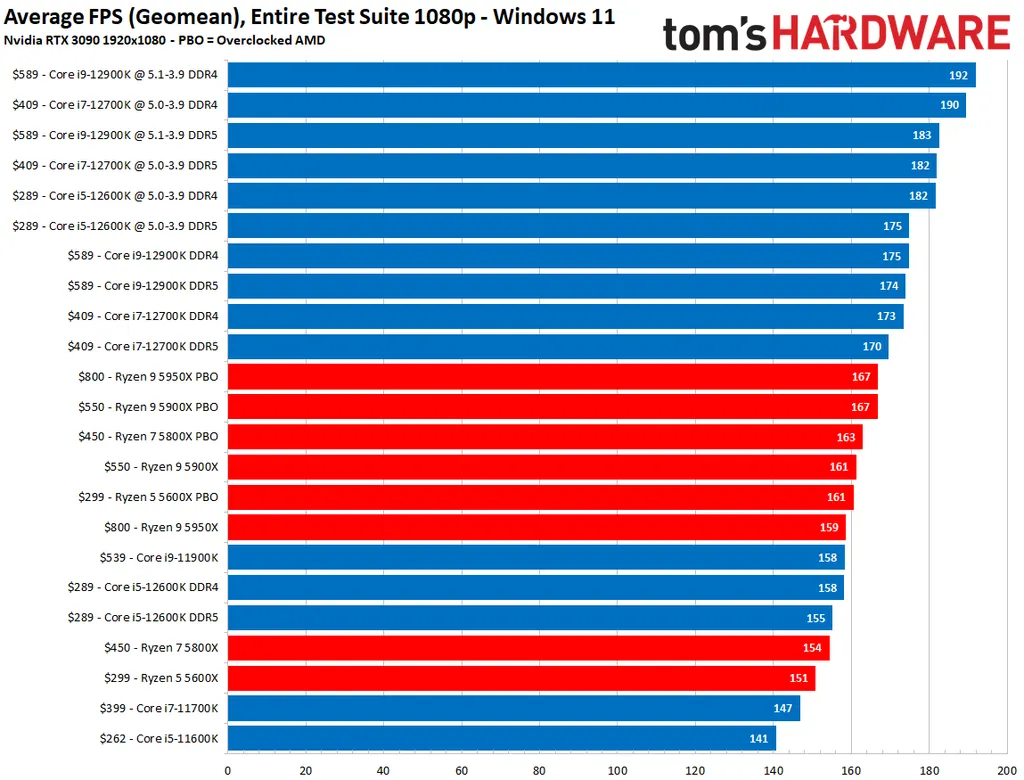 Average FPS (Geomean), Entire Test Suite 1080p - Windows 11
Nvidia RTX 3090 1920x1080 - PBO = Overclocked AMD
tom's HARDWARE
$589 - Core i9-12900K @ 5.1-3.9 DDR4 192
$409 - Core i7-12700K @ 5.0-3.9 DDR4 190
$589 - Core i9-12900K @ 5.1-3.9 DDR5 183
$409 - Core i7-12700K @ 5.0-3.9 DDR5 182
$289 - Core i5-12600K @ 5.0-3.9 DDR4 182
$289 - Core i5-12600K @ 5.0-3.9 DDR5 175
$589 - Core i9-12900K DDR4 175
$589 - Core i9-12900K DDR5 174
$409 - Core i7-12700K DDR4 173
$409 - Core i7-12700K DDR5 170
$800 - Ryzen 9 5950X PBO 167
$550 - Ryzen 9 5900X PBO 167
$450 - Ryzen 7 5800X PBO 163
$550 - Ryzen 9 5900X 161
$299 - Ryzen 5 5600X PBO 161
$800 - Ryzen 9 5950X 159
$539 - Core i9-11900K 158
$289 - Core i5-12600K DDR4 158
$289 - Core i5-12600K DDR5 155
$450 - Ryzen 7 5800X 154
$299 - Ryzen 5 5600X 151
$399 - Core i7-11700K 147
$262 - Core i5-11600K 141
0 20 40 60 80 100 120 140 160 180 200